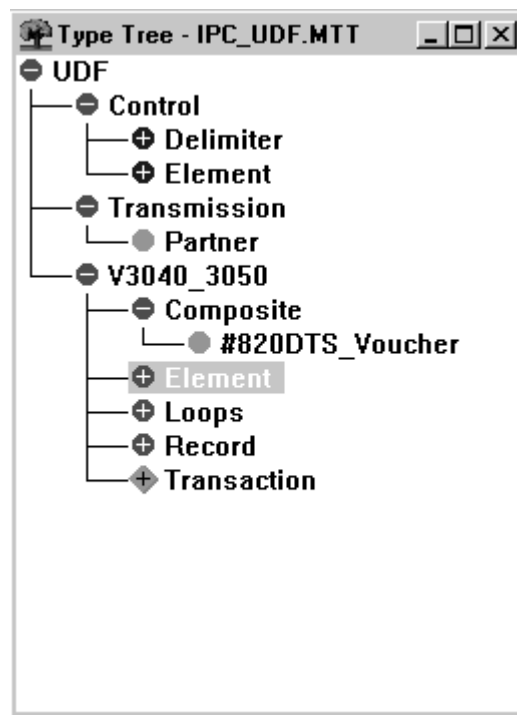 Type Tree - IPC_UDF.MTT
UDF
Control
Delimiter
Element
Transmission
Partner
V3040_3050
Composite
#820DTS_Voucher
Element
Loops
Record
Transaction